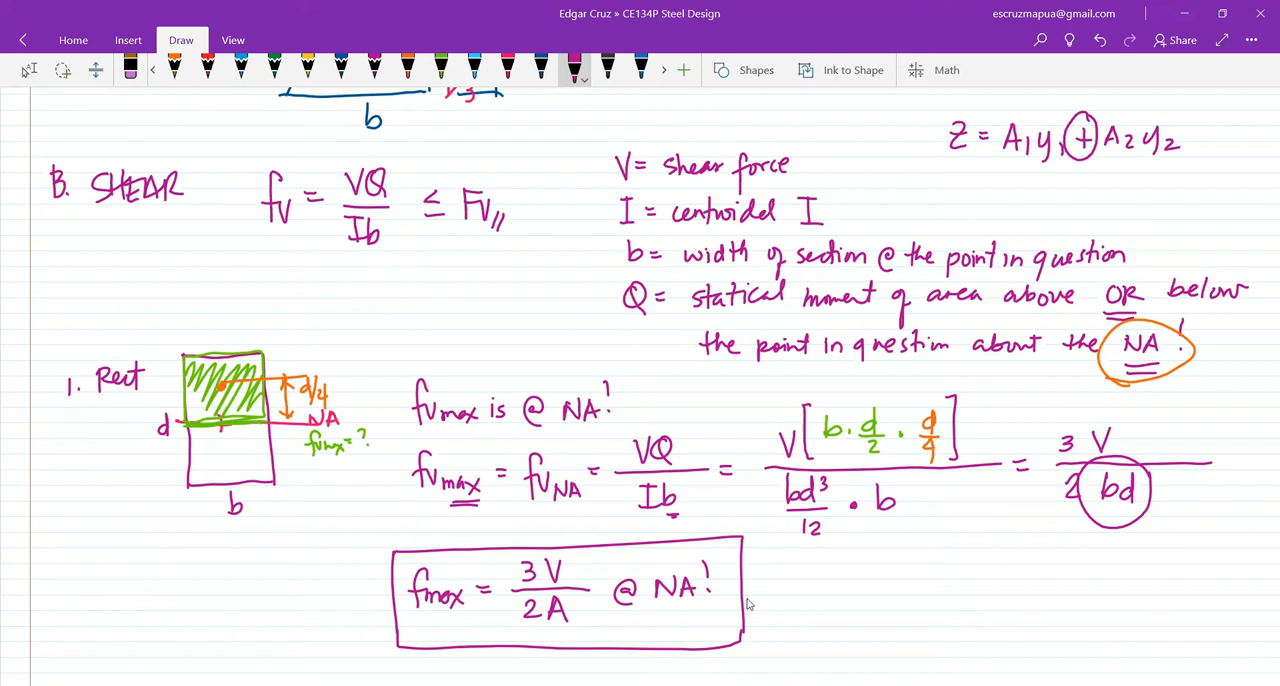 Edgar Cruz » CE134P Steel Design
escruzmapua@gmail.com
Home Insert Draw View
Share
Shapes
Ink to Shape
Math
b
Z = A₁y₁ + A₂y₂
B. SHEAR fv = VQ/Ib ≤ Fv//
V = shear force
I = centroidal I
b = width of section @ the point in question
Q = statical moment of area above OR below
the point in question about the NA!
1. Rect
d
d/4
NA
fvmax = ?
b
fvmax is @ NA!
fvmax = fvNA = VQ/Ib = V[b · d/2 · d/4]/(bd³/12 · b) = 3V/2bd
fmax = 3V/2A @ NA!